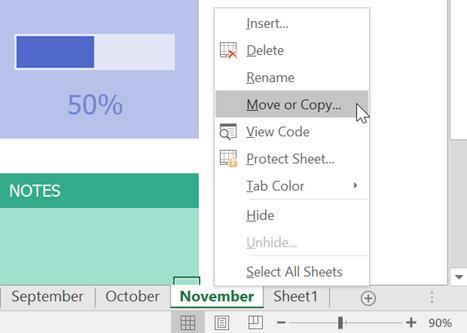 50%
NOTES
Insert...
Delete
Rename
Move or Copy...
View Code
Protect Sheet...
Tab Color
Hide
Unhide...
Select All Sheets
September October November Sheet1
90%